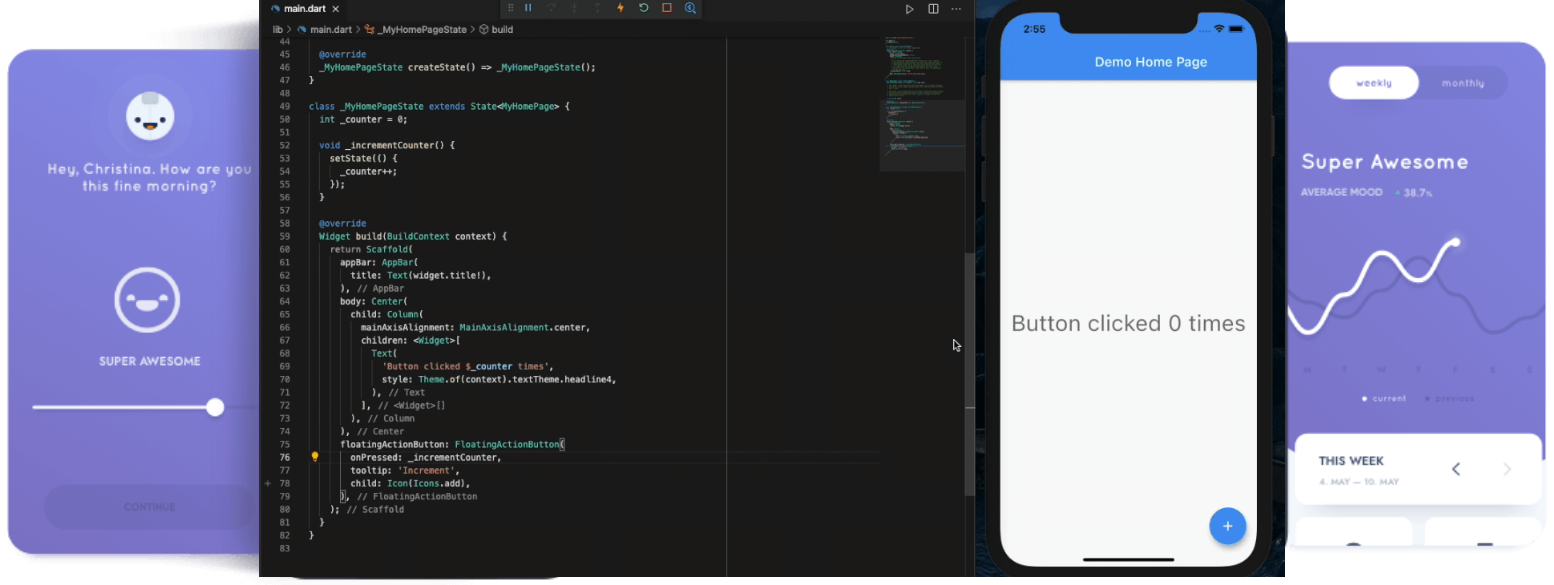 Hey, Christina. How are you
this fine morning?
SUPER AWESOME
CONTINUE
main.dart
lib > main.dart > _MyHomePageState > build
44
45 @override
46 _MyHomePageState createState() => _MyHomePageState();
47 }
48
49 class _MyHomePageState extends State<MyHomePage> {
50 int _counter = 0;
51
52 void _incrementCounter() {
53 setState(() {
54 _counter++;
55 });
56 }
57
58 @override
59 Widget build(BuildContext context) {
60 return Scaffold(
61 appBar: AppBar(
62 title: Text(widget.title!),
63 ), // AppBar
64 body: Center(
65 child: Column(
66 mainAxisAlignment: MainAxisAlignment.center,
67 children: <Widget>[
68 Text(
69 'Button clicked $_counter times',
70 style: Theme.of(context).textTheme.headline4,
71 ), // Text
72 ], // <Widget>[]
73 ), // Column
74 ), // Center
75 floatingActionButton: FloatingActionButton(
76 onPressed: _incrementCounter,
77 tooltip: 'Increment',
78 child: Icon(Icons.add),
79 ), // FloatingActionButton
80 ); // Scaffold
81 }
82 }
83
2:55
Demo Home Page
Button clicked 0 times
weekly monthly
Super Awesome
AVERAGE MOOD 38.7%
M T W T F S S
current previous
THIS WEEK
4. MAY — 10. MAY